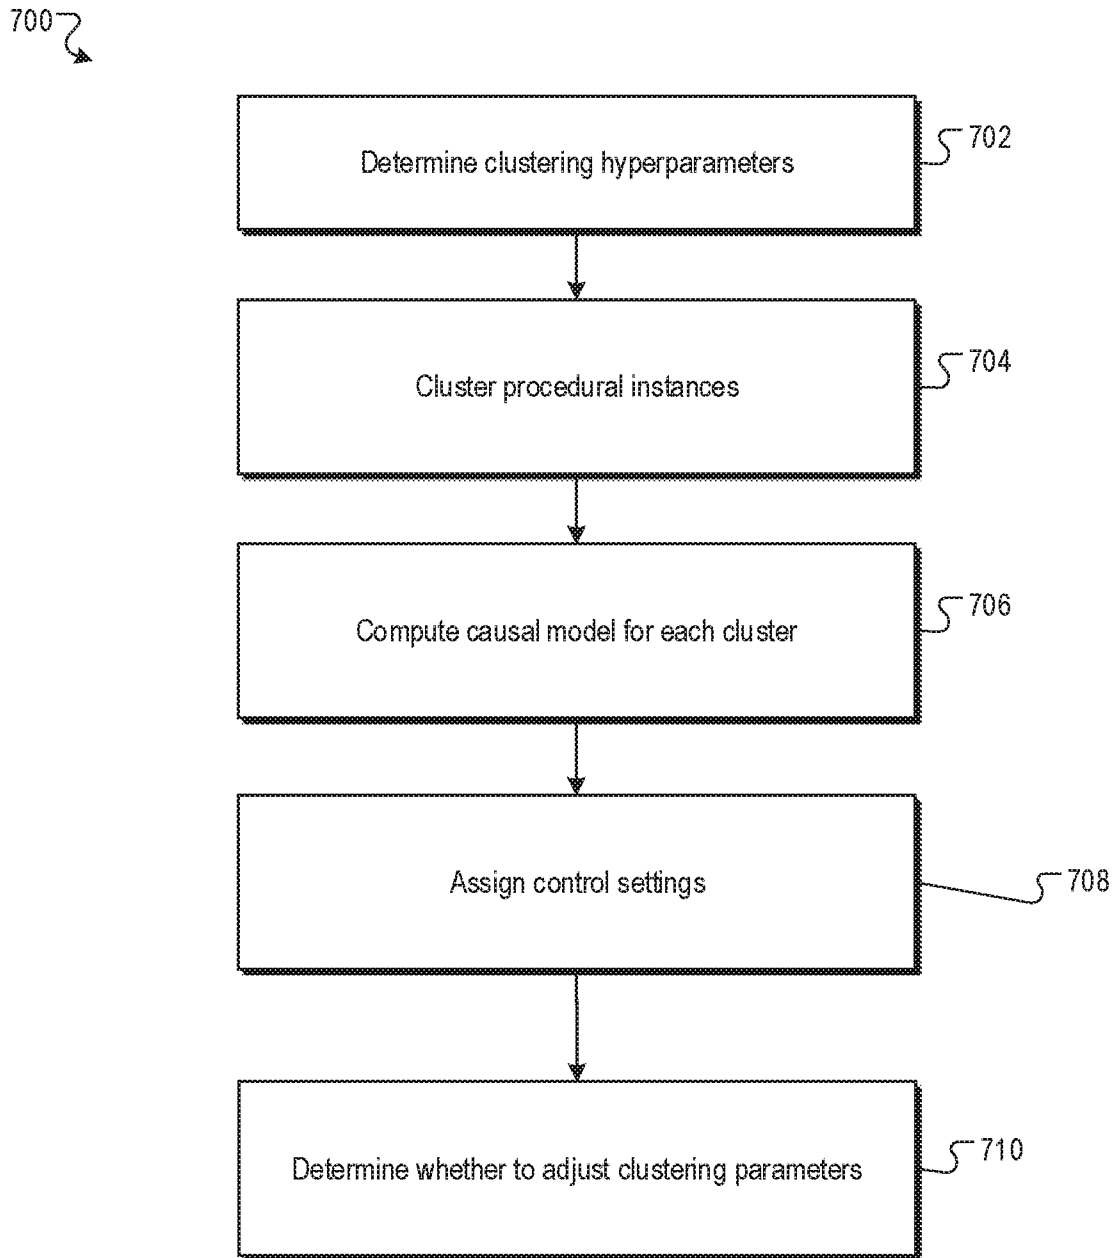 700
Determine clustering hyperparameters
702
Cluster procedural instances
704
Compute causal model for each cluster
706
Assign control settings
708
Determine whether to adjust clustering parameters
710